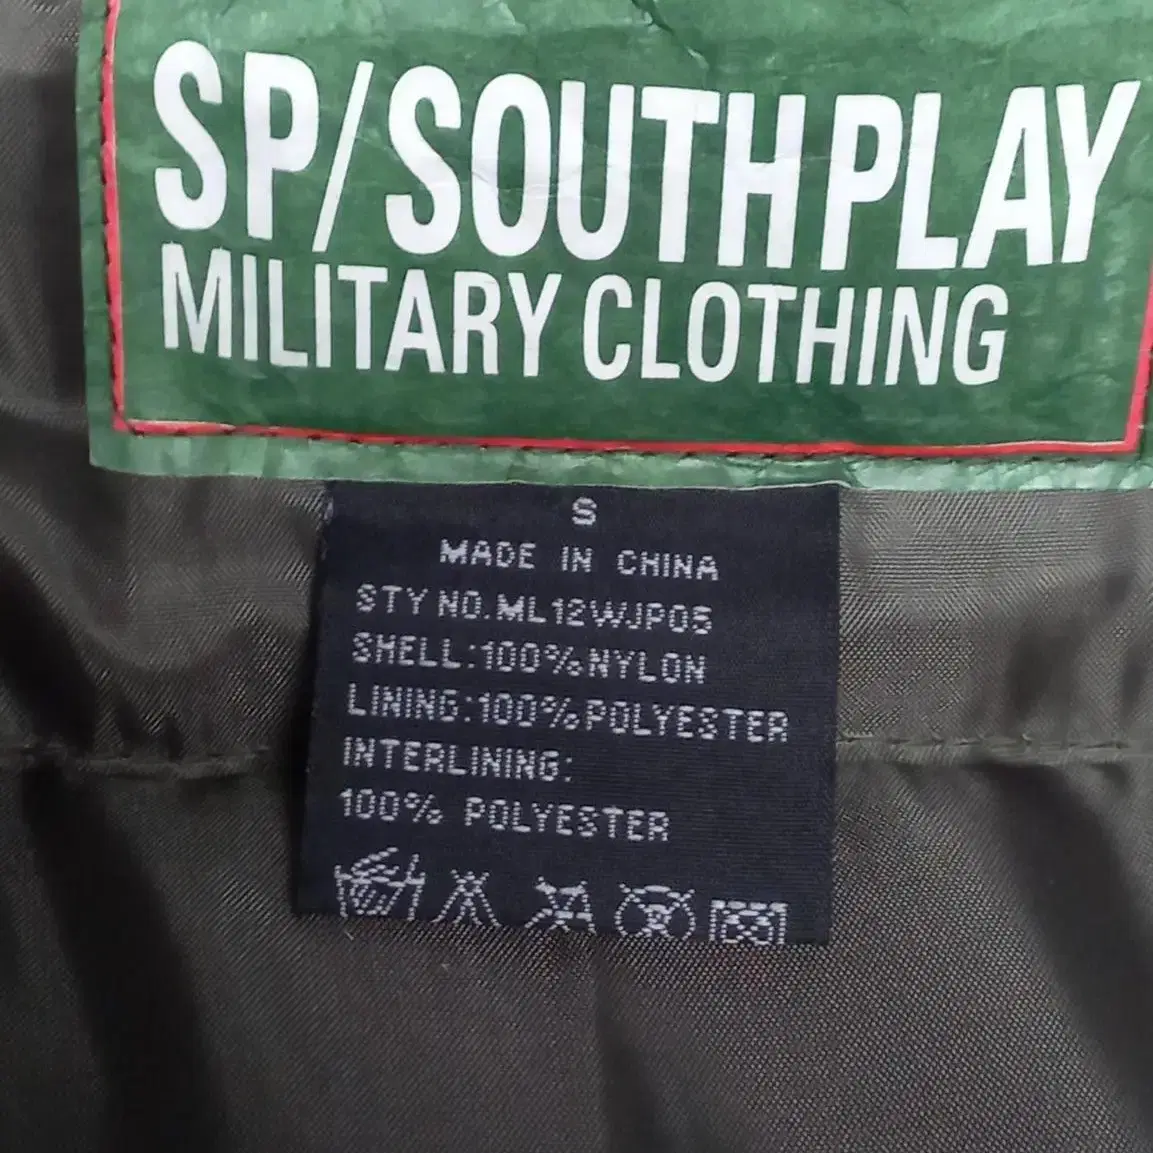 SP/SOUTHPLAY
MILITARY CLOTHING
S
MADE IN CHINA
STY NO.ML12WJP05
SHELL:100%NYLON
LINING:100%POLYESTER
INTERLINING:
100% POLYESTER